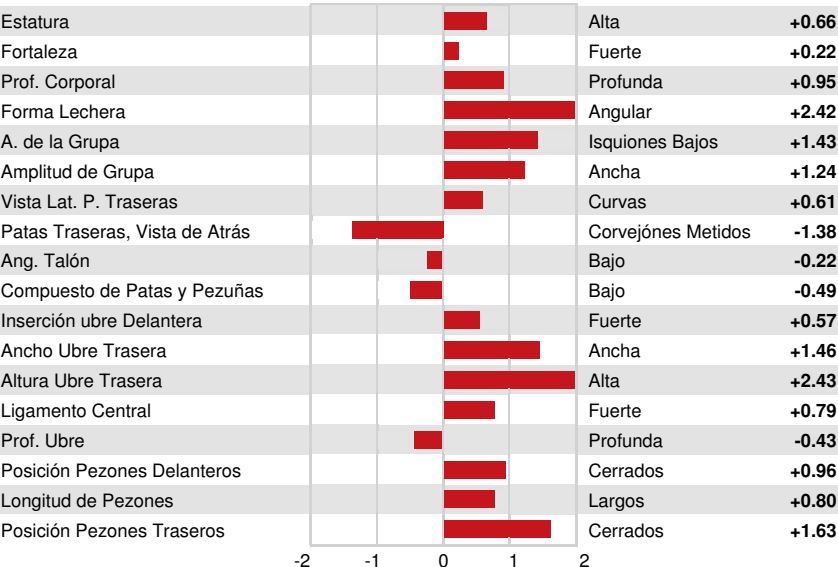 Estatura Alta +0.66
Fortaleza Fuerte +0.22
Prof. Corporal Profunda +0.95
Forma Lechera Angular +2.42
A. de la Grupa Isquiones Bajos +1.43
Amplitud de Grupa Ancha +1.24
Vista Lat. P. Traseras Curvas +0.61
Patas Traseras, Vista de Atrás Corvejónes Metidos -1.38
Ang. Talón Bajo -0.22
Compuesto de Patas y Pezuñas Bajo -0.49
Inserción ubre Delantera Fuerte +0.57
Ancho Ubre Trasera Ancha +1.46
Altura Ubre Trasera Alta +2.43
Ligamento Central Fuerte +0.79
Prof. Ubre Profunda -0.43
Posición Pezones Delanteros Cerrados +0.96
Longitud de Pezones Largos +0.80
Posición Pezones Traseros Cerrados +1.63
-2 -1 0 1 2